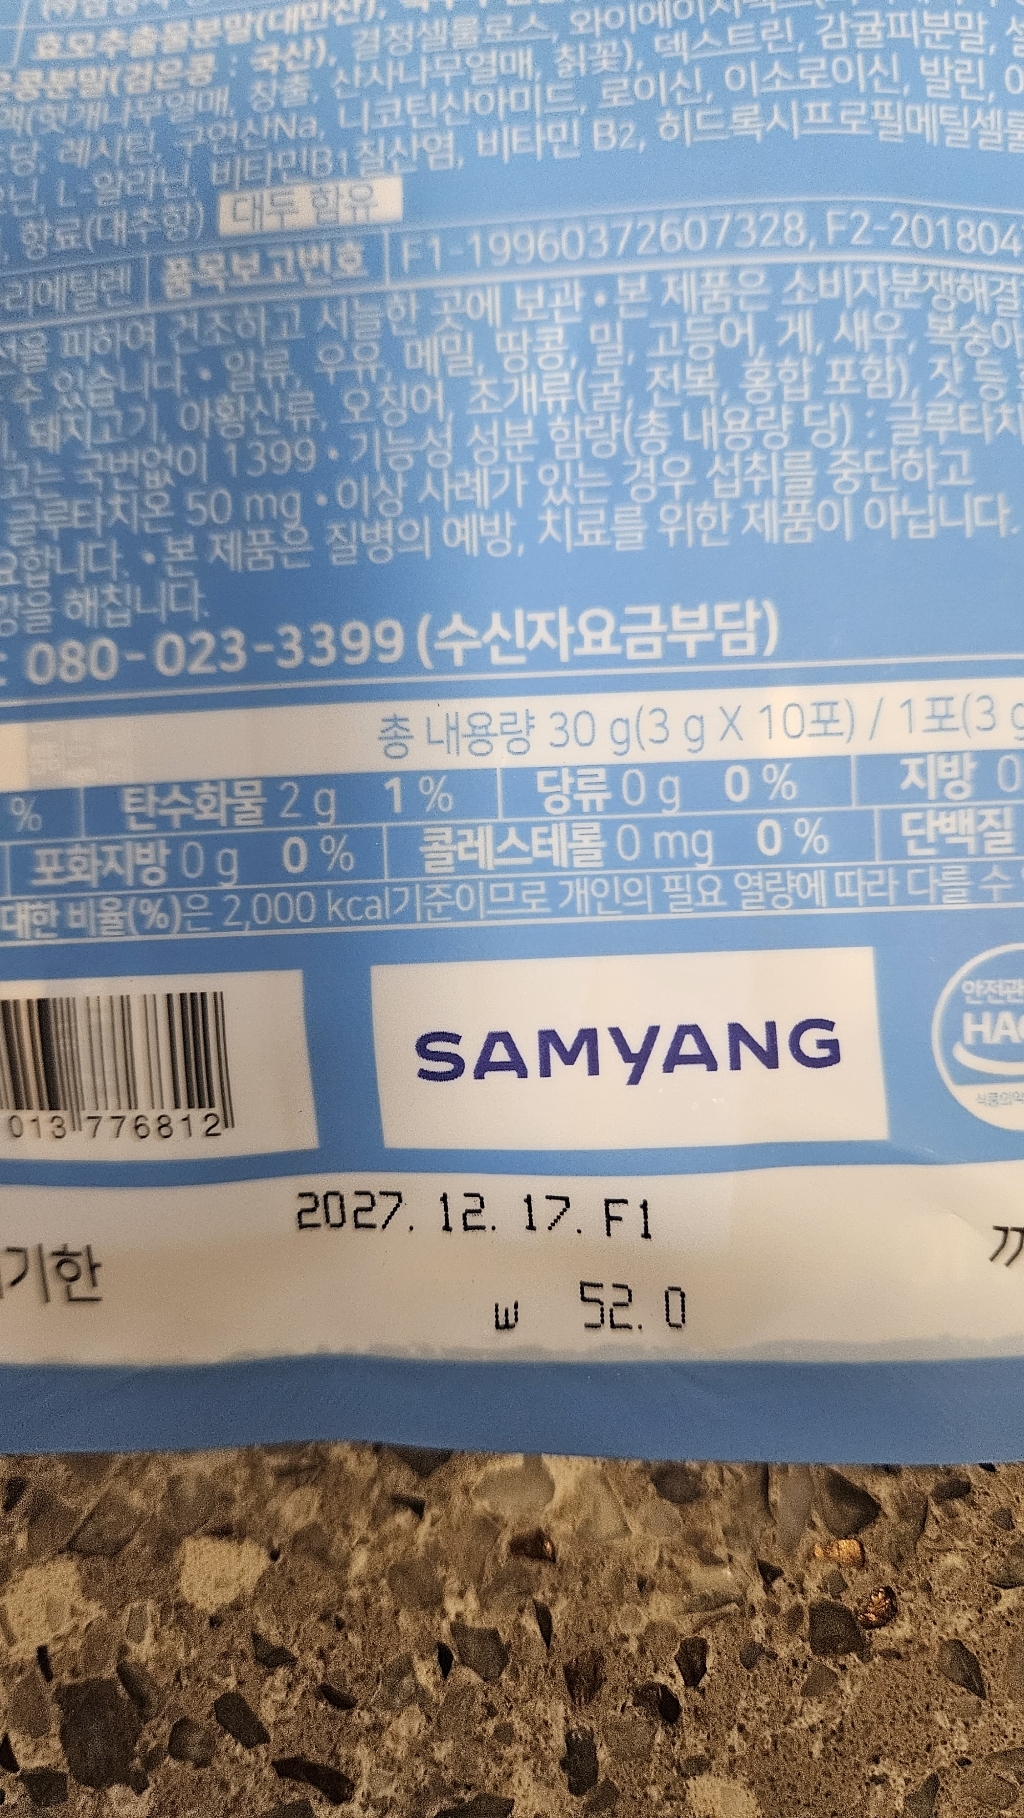 효모추출물분말(대만산), 결정셀룰로스, 와이에이치
콩분말(검은콩 : 국산), 산사나무열매, 칡꽃), 덱스트린, 감귤피분말,
액(헛개나무열매, 창출, 니코틴산아미드, 로이신, 이소로이신, 발린,
당, 레시틴, 구연산Na, 비타민B1질산염, 비타민 B2, 히드록시프로필메틸셀룰
닌, L-알라닌,
향료(대추향) 대두 함유
리에틸렌 품목보고번호 F1-19960372607328, F2-201804
을 피하여 건조하고 서늘한 곳에 보관 • 본 제품은 소비자분쟁해결
수 있습니다. • 알류, 우유, 메밀, 땅콩, 밀, 고등어, 게, 새우, 복숭아
돼지고기, 아황산류, 오징어, 조개류(굴, 전복, 홍합 포함), 잣 등
고는 국번없이 1399 • 기능성 성분 함량(총 내용량 당) : 글루타치
글루타치온 50 mg • 이상 사례가 있는 경우 섭취를 중단하고
요합니다. • 본 제품은 질병의 예방, 치료를 위한 제품이 아닙니다.
강을 해칩니다.
: 080-023-3399 (수신자요금부담)
총 내용량 30 g(3 g X 10포) / 1포(3 g
% 탄수화물 2 g 1 % 당류 0 g 0 % 지방 0
포화지방 0 g 0 % 콜레스테롤 0 mg 0 % 단백질
대한 비율(%)은 2,000 kcal기준이므로 개인의 필요 열량에 따라 다를 수
안전관
HAC
013 776812
SAMYANG
식품의약
2027. 12. 17. F1
기한 까
W 52.0